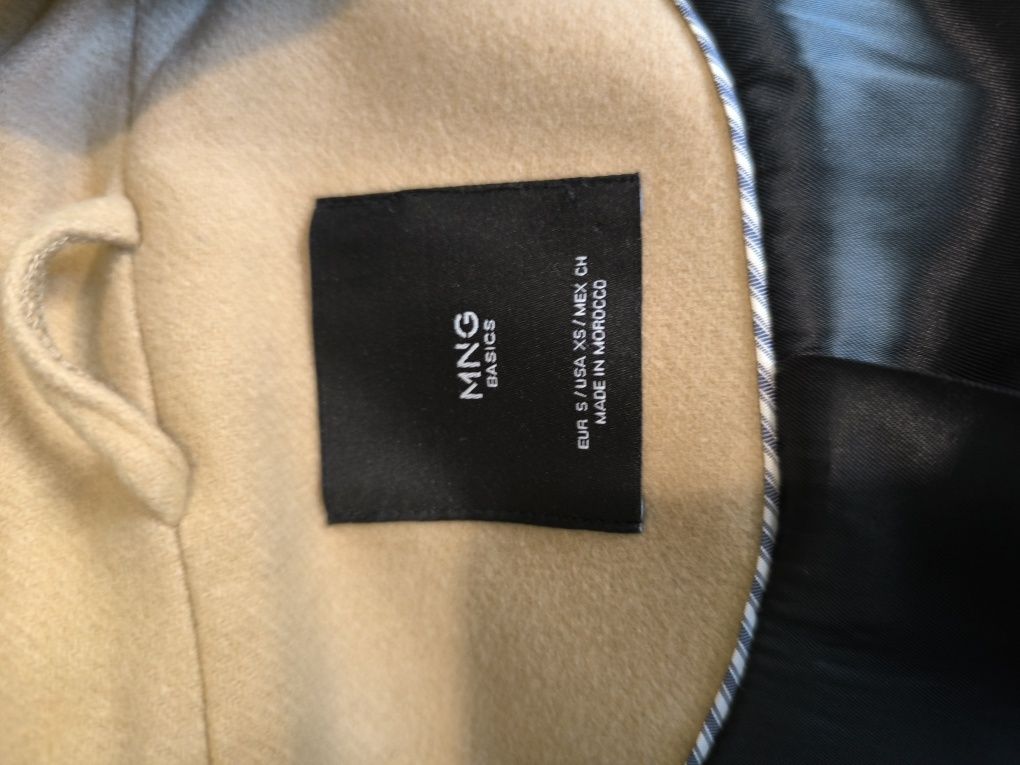 MNG
BASICS
EUR S / USA XS / MEX CH
MADE IN MOROCCO